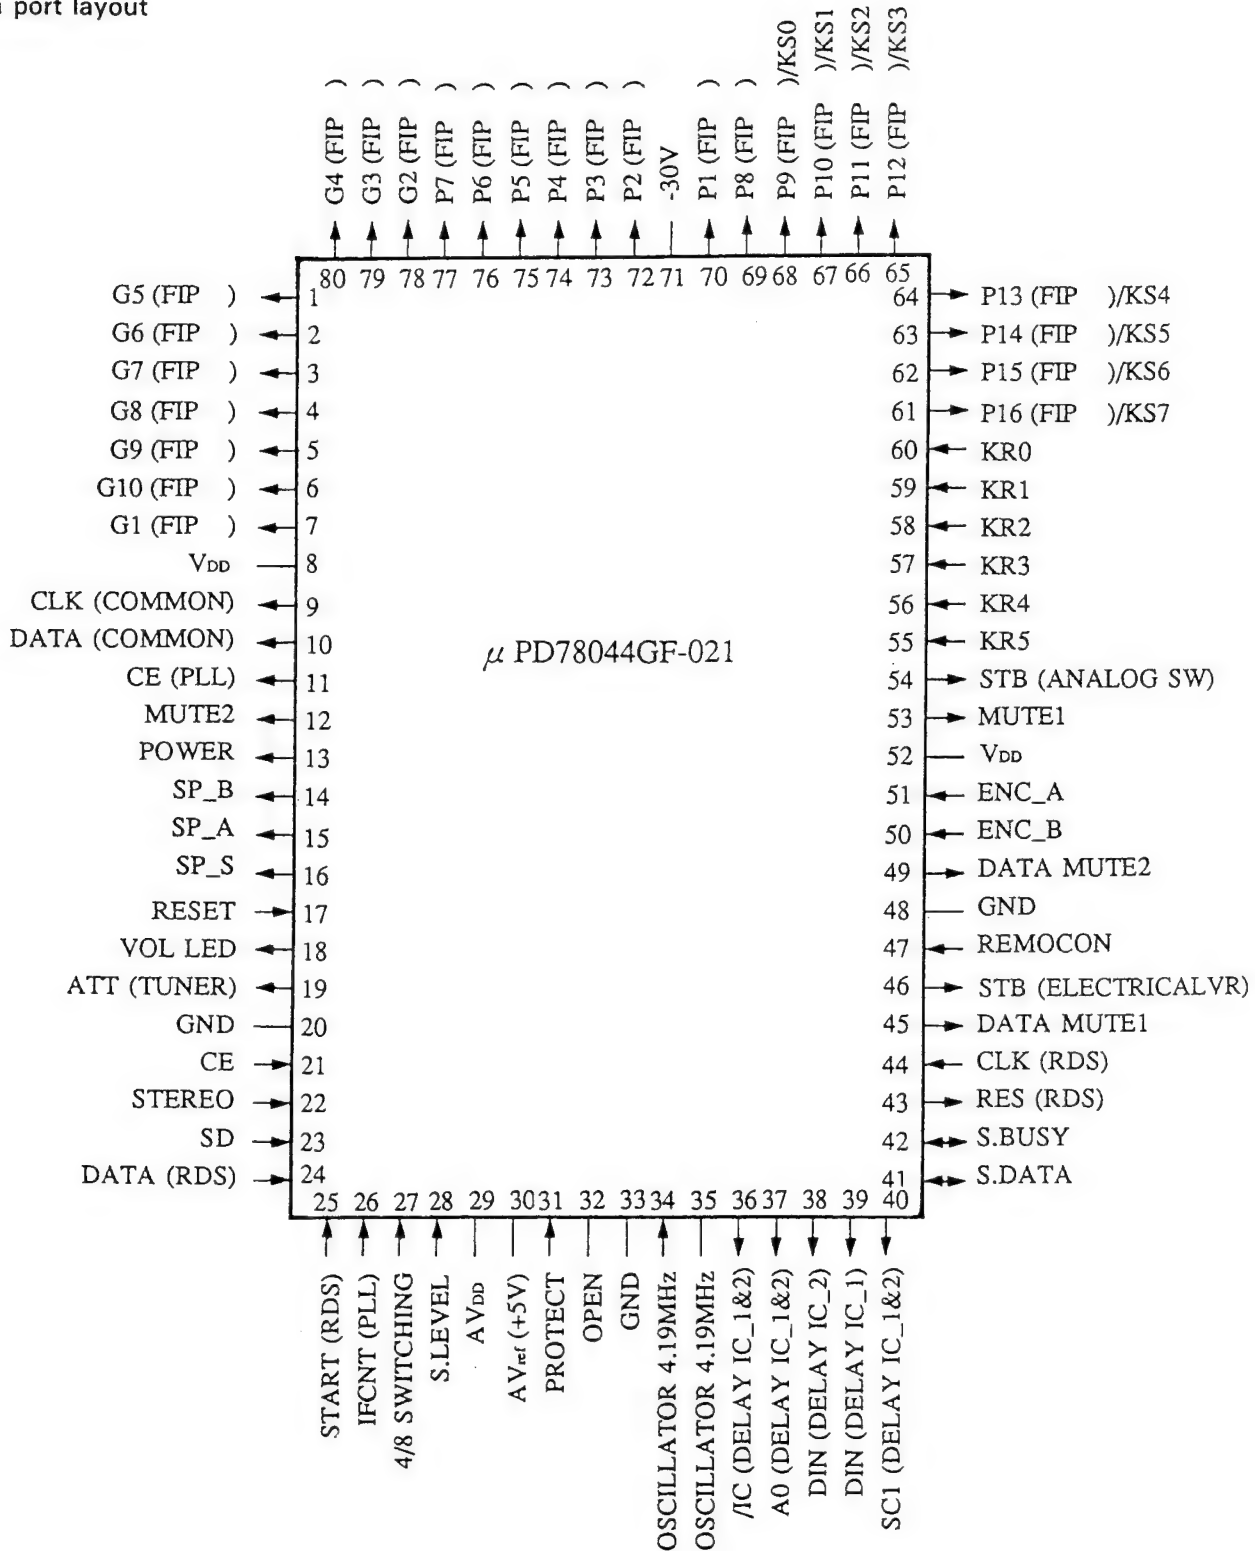 port layout
G4 (FIP )
G3 (FIP )
G2 (FIP )
P7 (FIP )
P6 (FIP )
P5 (FIP )
P4 (FIP )
P3 (FIP )
P2 (FIP )
-30V
P1 (FIP )
P8 (FIP )
P9 (FIP )/KS0
P10 (FIP )/KS1
P11 (FIP )/KS2
P12 (FIP )/KS3
80 79 78 77 76 75 74 73 72 71 70 69 68 67 66 65
G5 (FIP ) 1
G6 (FIP ) 2
G7 (FIP ) 3
G8 (FIP ) 4
G9 (FIP ) 5
G10 (FIP ) 6
G1 (FIP ) 7
VDD 8
CLK (COMMON) 9
DATA (COMMON) 10
CE (PLL) 11
MUTE2 12
POWER 13
SP_B 14
SP_A 15
SP_S 16
RESET 17
VOL LED 18
ATT (TUNER) 19
GND 20
CE 21
STEREO 22
SD 23
DATA (RDS) 24
μ PD78044GF-021
64 P13 (FIP )/KS4
63 P14 (FIP )/KS5
62 P15 (FIP )/KS6
61 P16 (FIP )/KS7
60 KR0
59 KR1
58 KR2
57 KR3
56 KR4
55 KR5
54 STB (ANALOG SW)
53 MUTE1
52 VDD
51 ENC_A
50 ENC_B
49 DATA MUTE2
48 GND
47 REMOCON
46 STB (ELECTRICALVR)
45 DATA MUTE1
44 CLK (RDS)
43 RES (RDS)
42 S.BUSY
41 S.DATA
25 26 27 28 29 30 31 32 33 34 35 36 37 38 39 40
START (RDS)
IFCNT (PLL)
4/8 SWITCHING
S.LEVEL
AVDD
AVref (+5V)
PROTECT
OPEN
GND
OSCILLATOR 4.19MHz
OSCILLATOR 4.19MHz
/IC (DELAY IC_1&2)
A0 (DELAY IC_1&2)
DIN (DELAY IC_2)
DIN (DELAY IC_1)
SC1 (DELAY IC_1&2)